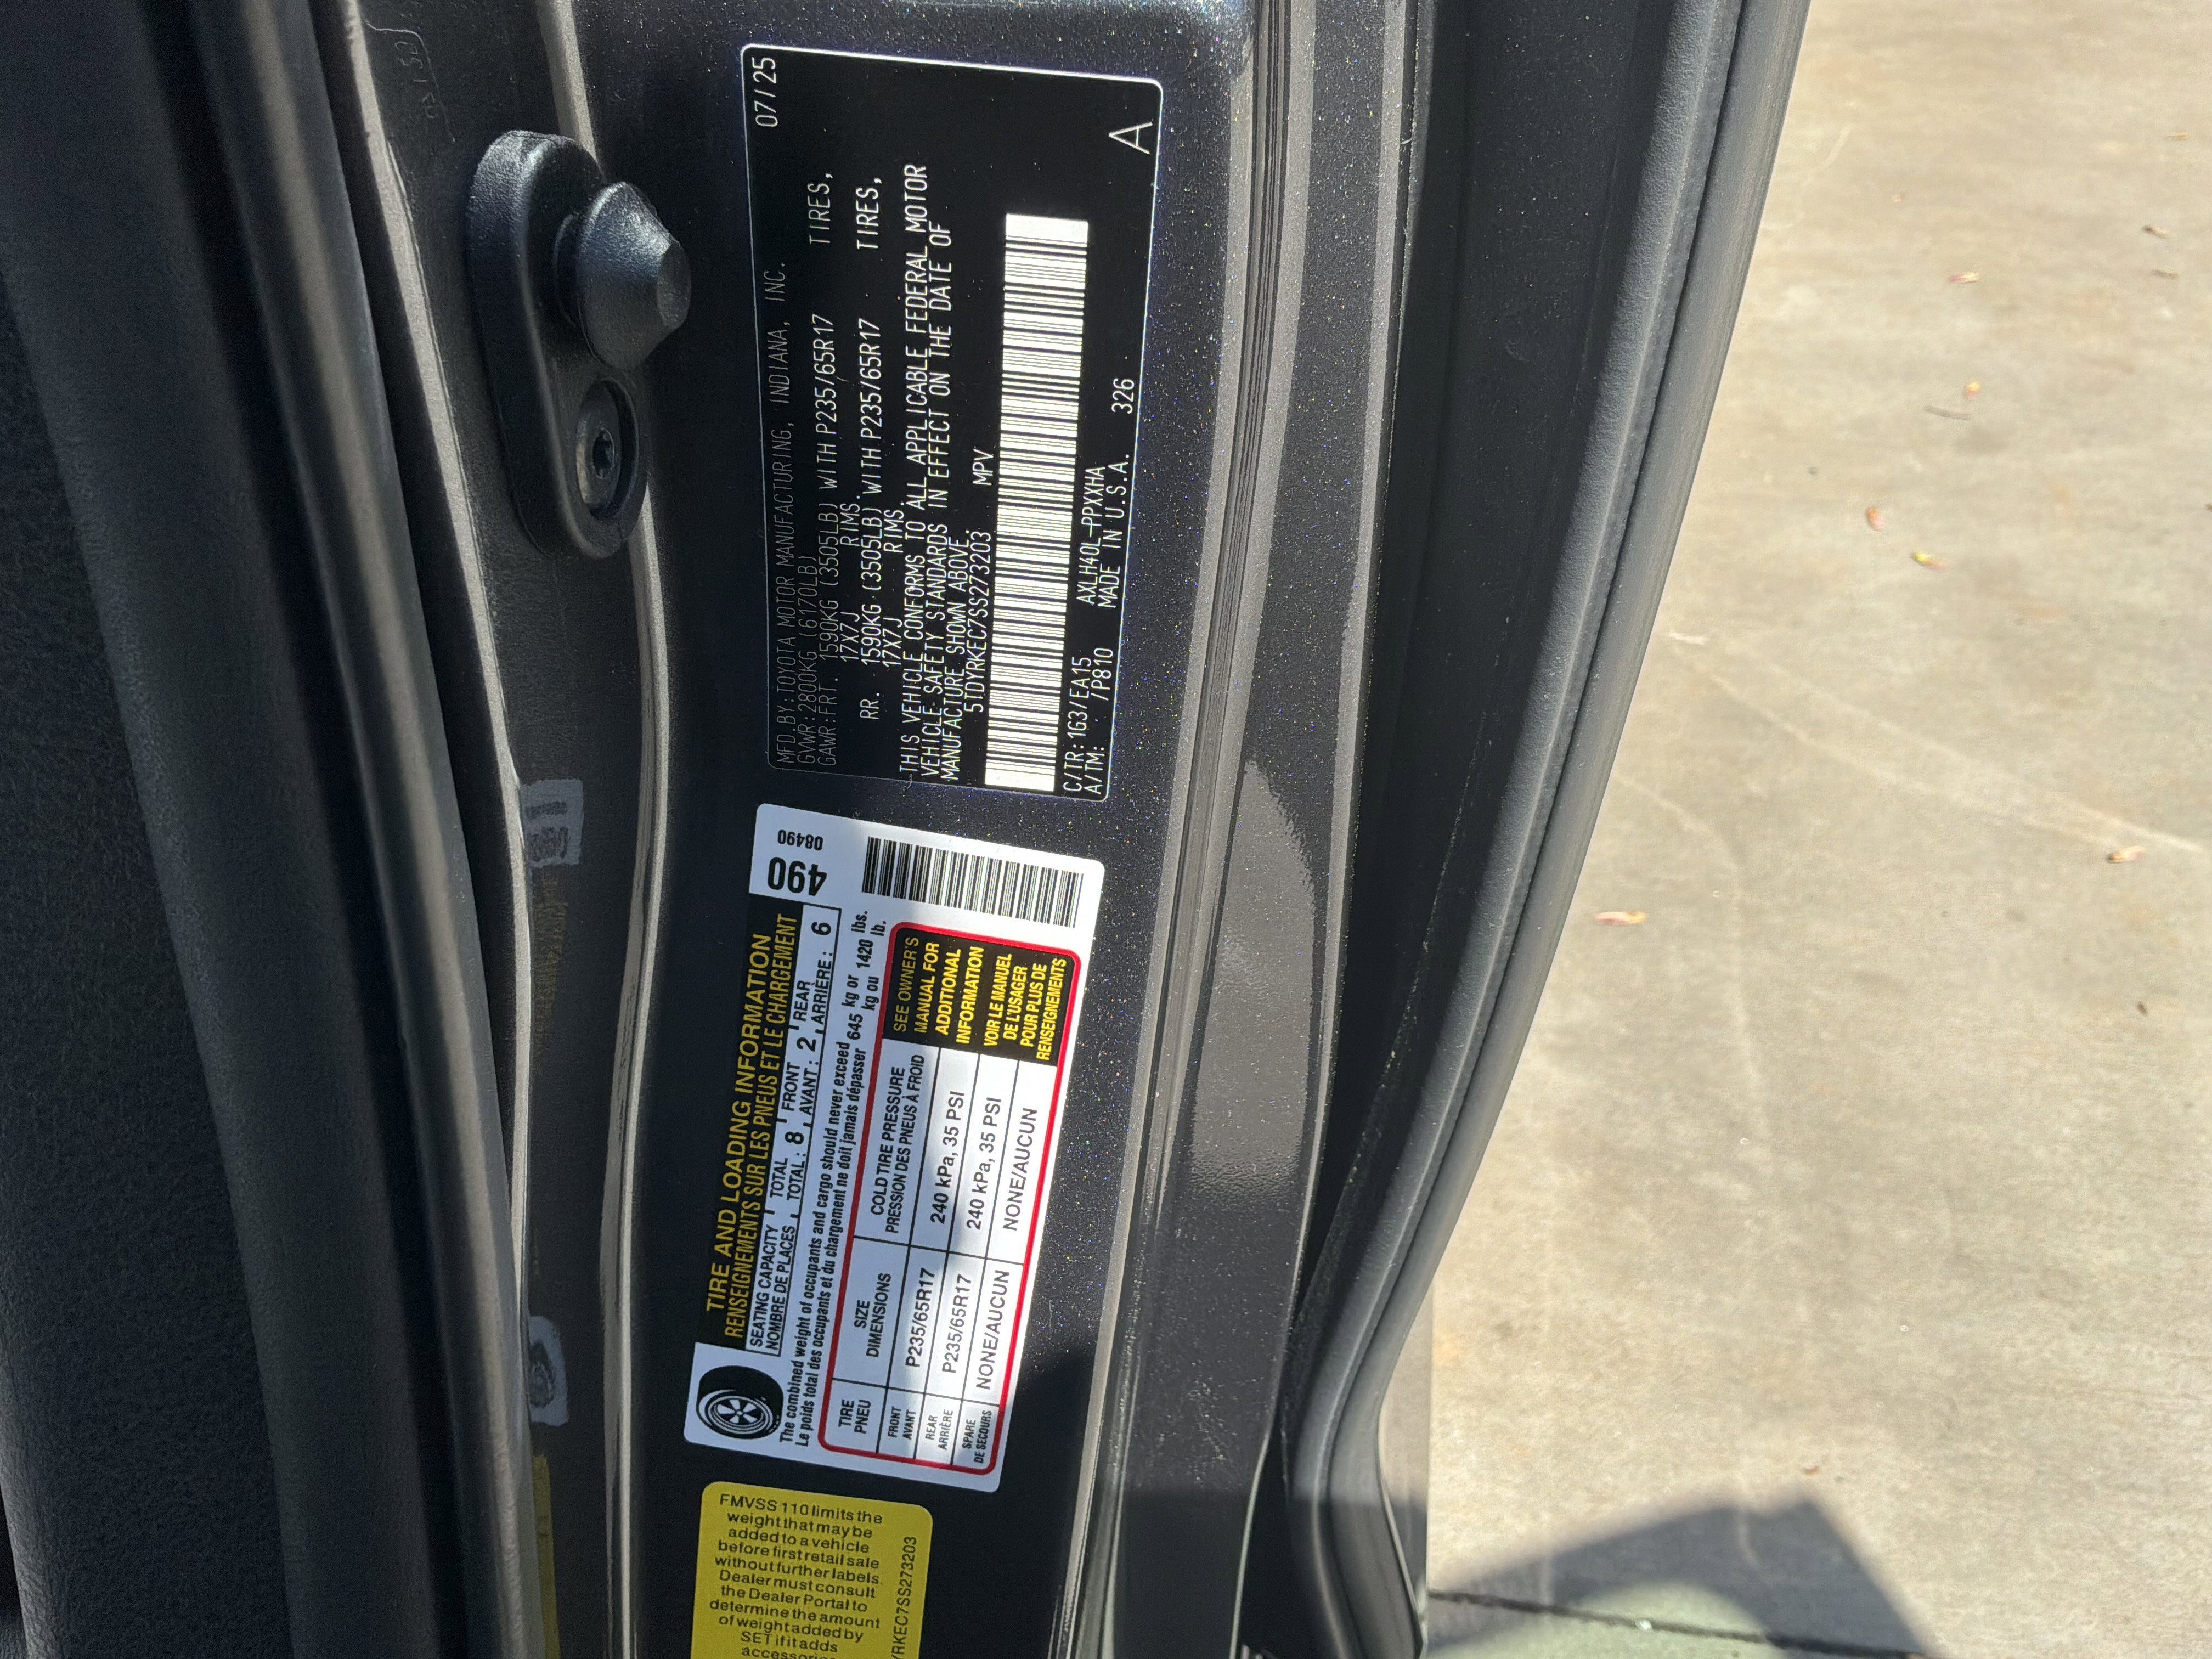 MFD.BY:TOYOTA MOTOR MANUFACTURING, INDIANA, INC. 07/25
GVWR:2800KG (6170LB)
GAWR:FRT. 1590KG (3505LB) WITH P235/65R17 TIRES,
17X7J RIMS.
RR. 1590KG (3505LB) WITH P235/65R17 TIRES,
17X7J RIMS.
THIS VEHICLE CONFORMS TO ALL APPLICABLE FEDERAL MOTOR
VEHICLE SAFETY STANDARDS IN EFFECT ON THE DATE OF
MANUFACTURE SHOWN ABOVE.
5TDYRKEC7SS273203 MPV
C/TR:1G3/EA15 AXLH40L-PPXXHA
A/TM: /P810 MADE IN U.S.A. 326 A
TIRE AND LOADING INFORMATION
RENSEIGNEMENTS SUR LES PNEUS ET LE CHARGEMENT
490 08490
SEATING CAPACITY TOTAL FRONT REAR
NOMBRE DE PLACES TOTAL: 8 AVANT: 2 ARRIÈRE: 6
The combined weight of occupants and cargo should never exceed 645 kg or 1420 lbs.
Le poids total des occupants et du chargement ne doit jamais dépasser kg ou lb.
TIRE SIZE COLD TIRE PRESSURE
PNEU DIMENSIONS PRESSION DES PNEUS À FROID
FRONT
AVANT P235/65R17 240 kPa, 35 PSI
REAR
ARRIÈRE P235/65R17 240 kPa, 35 PSI
SPARE
DE SECOURS NONE/AUCUN NONE/AUCUN
SEE OWNER'S
MANUAL FOR
ADDITIONAL
INFORMATION
VOIR LE MANUEL
DE L'USAGER
POUR PLUS DE
RENSEIGNEMENTS
FMVSS 110 limits the
weight that may be
added to a vehicle
before first retail sale
without further labels.
Dealer must consult
the Dealer Portal to
determine the amount
of weight added by
SET if it adds
YRKEC7SS273203